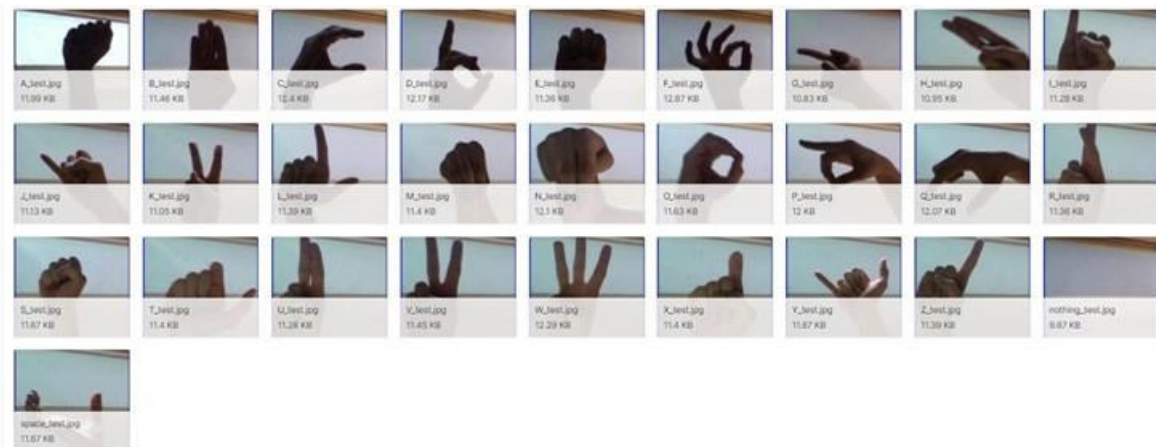 A_test.jpg
11.99 KB
B_test.jpg
11.46 KB
C_test.jpg
12.4 KB
D_test.jpg
12.17 KB
E_test.jpg
11.36 KB
F_test.jpg
12.87 KB
G_test.jpg
10.83 KB
H_test.jpg
10.95 KB
I_test.jpg
11.28 KB
J_test.jpg
11.13 KB
K_test.jpg
11.05 KB
L_test.jpg
11.39 KB
M_test.jpg
11.4 KB
N_test.jpg
12.1 KB
O_test.jpg
11.63 KB
P_test.jpg
12 KB
Q_test.jpg
12.07 KB
R_test.jpg
11.36 KB
S_test.jpg
11.67 KB
T_test.jpg
11.4 KB
U_test.jpg
11.28 KB
V_test.jpg
11.45 KB
W_test.jpg
12.29 KB
X_test.jpg
11.4 KB
Y_test.jpg
11.87 KB
Z_test.jpg
11.39 KB
nothing_test.jpg
9.67 KB
space_test.jpg
11.67 KB